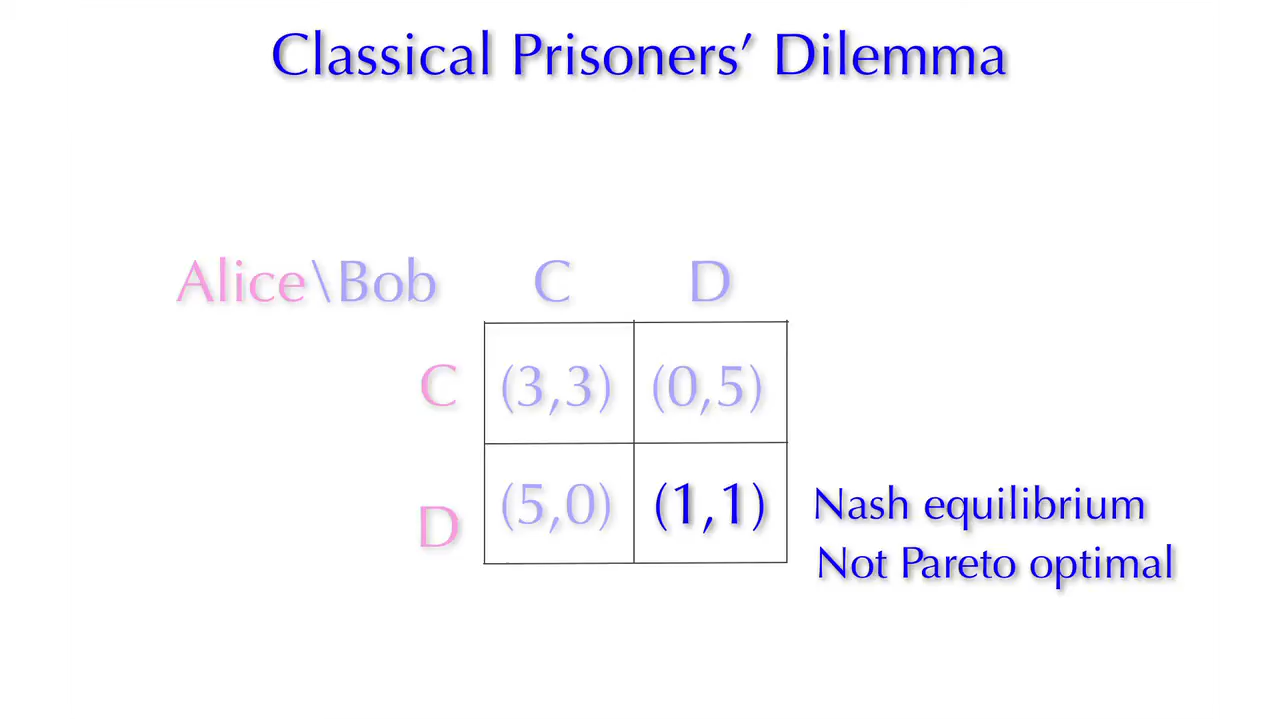 Classical Prisoners’ Dilemma
Alice\Bob C D
C (3,3) (0,5)
D (5,0) (1,1) Nash equilibrium
Not Pareto optimal